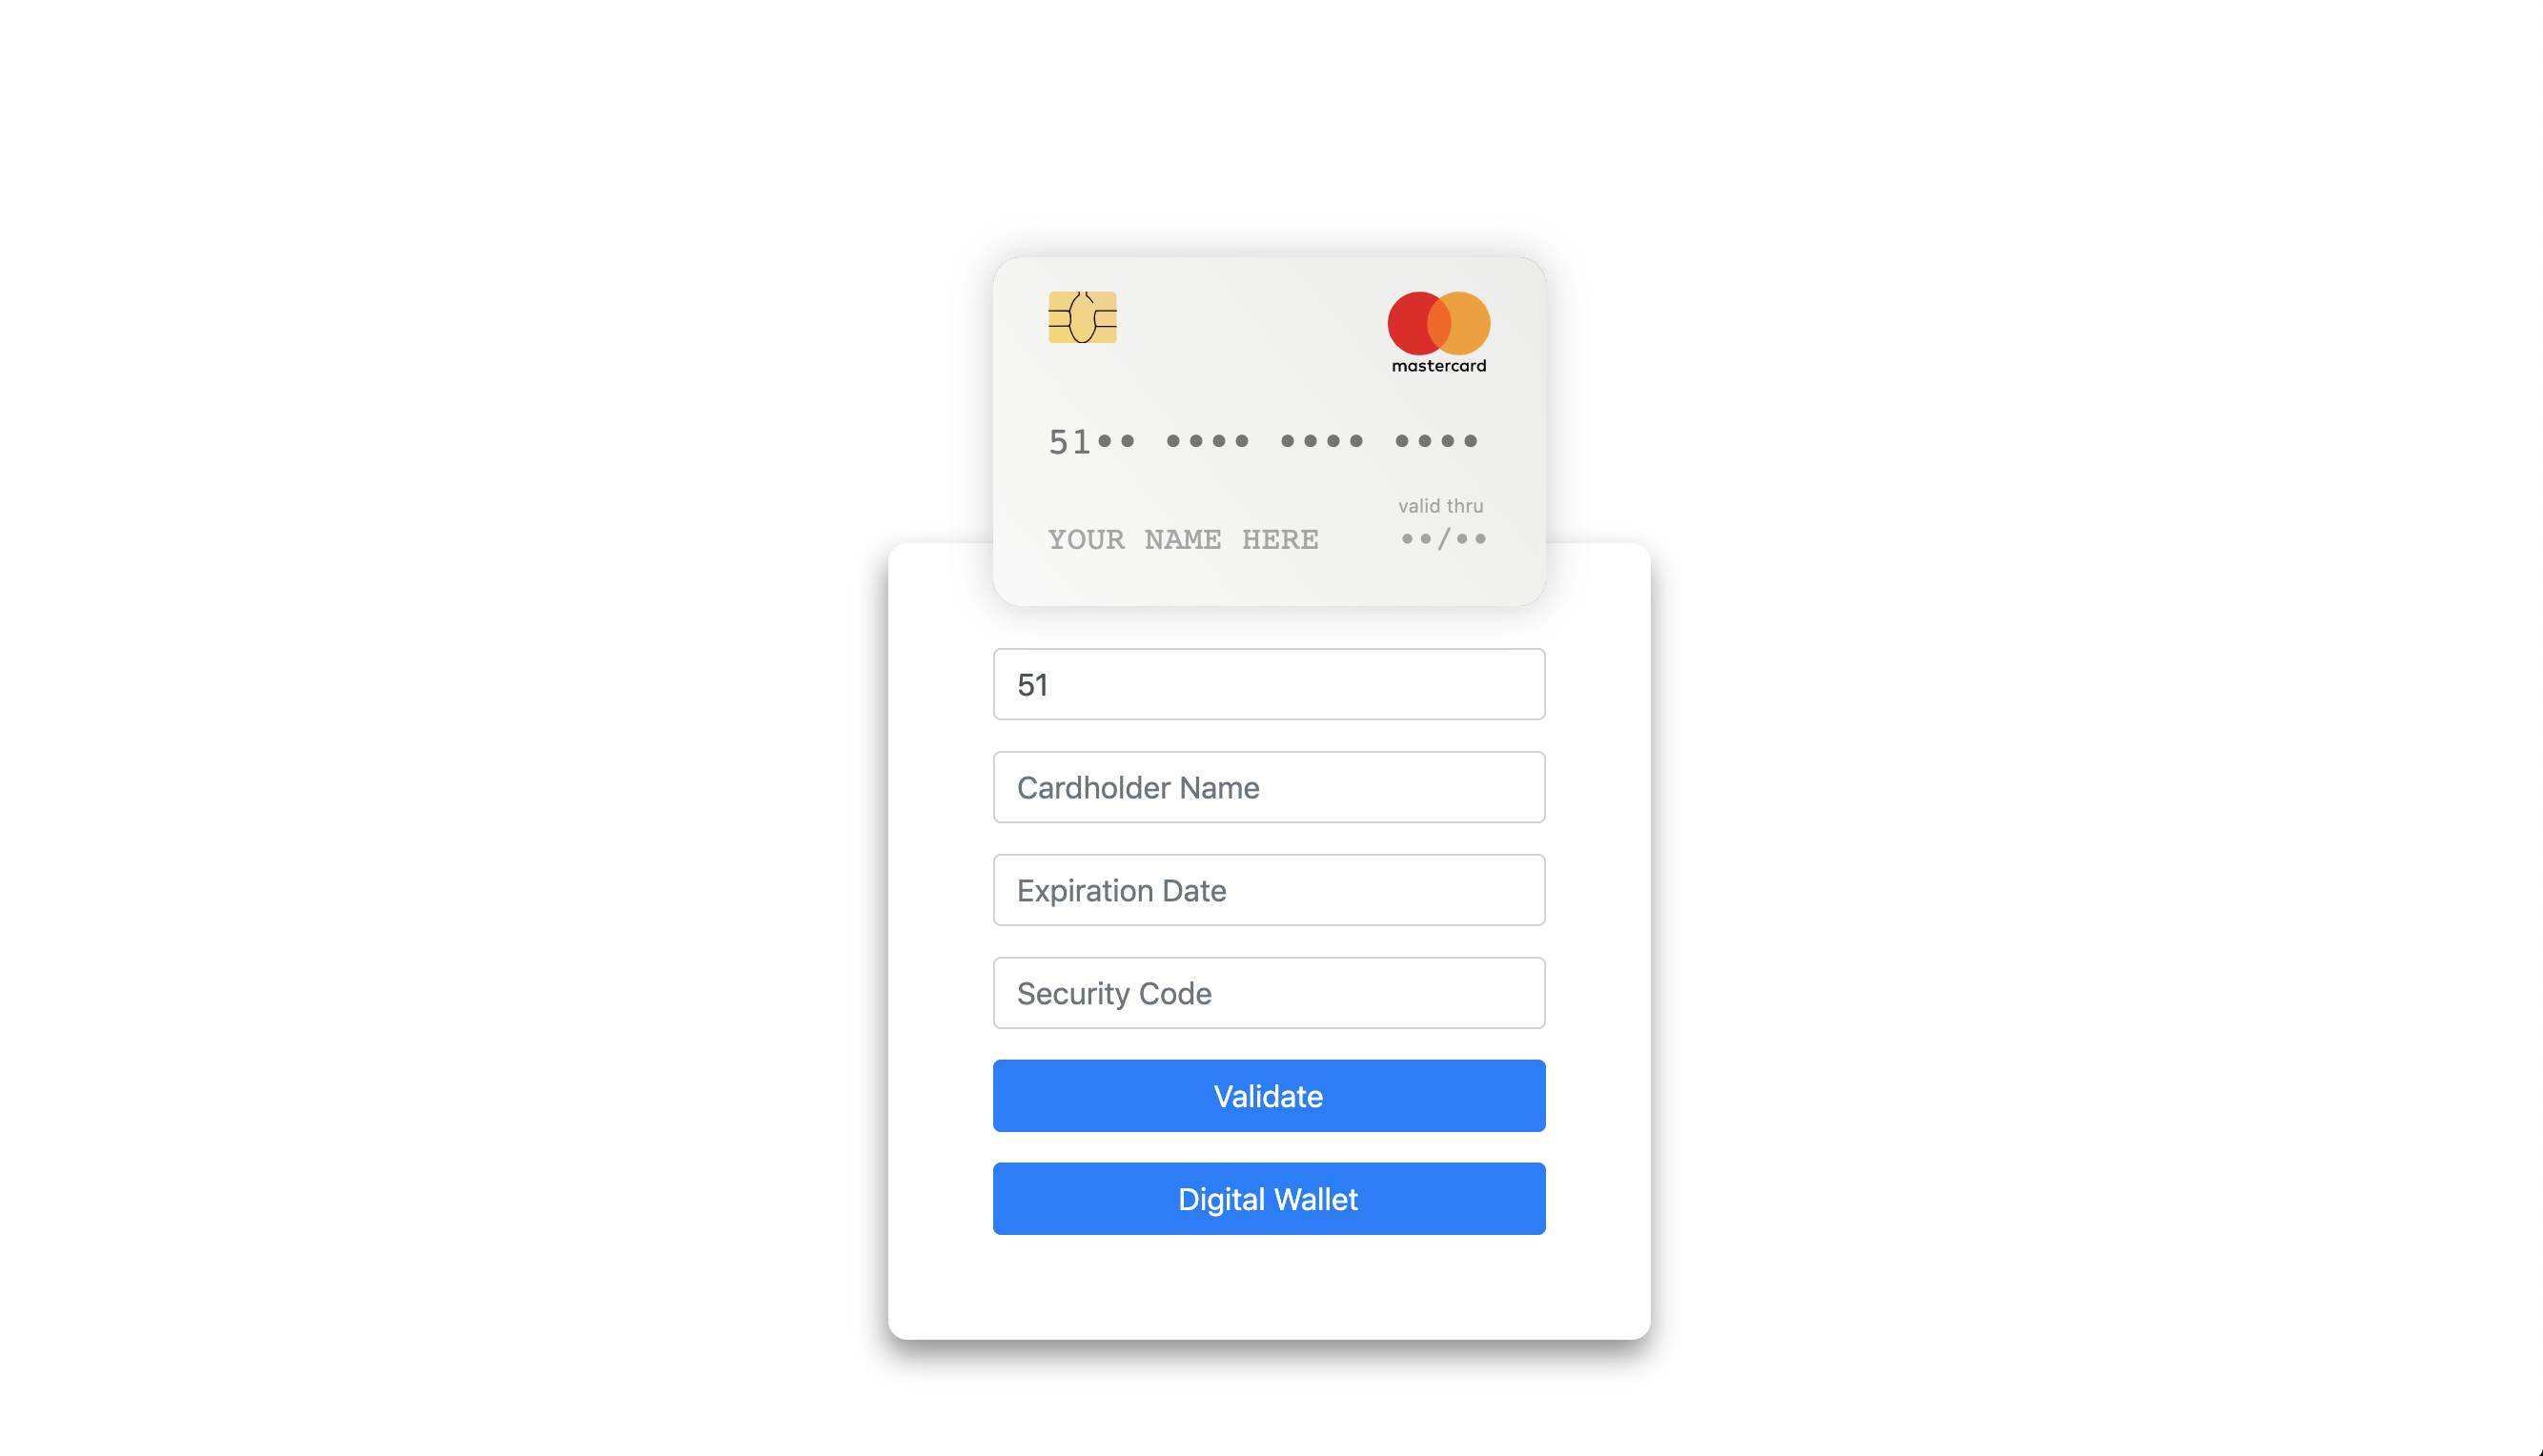 mastercard
51•• •••• •••• ••••
valid thru
YOUR NAME HERE ••/••
51
Cardholder Name
Expiration Date
Security Code
Validate
Digital Wallet